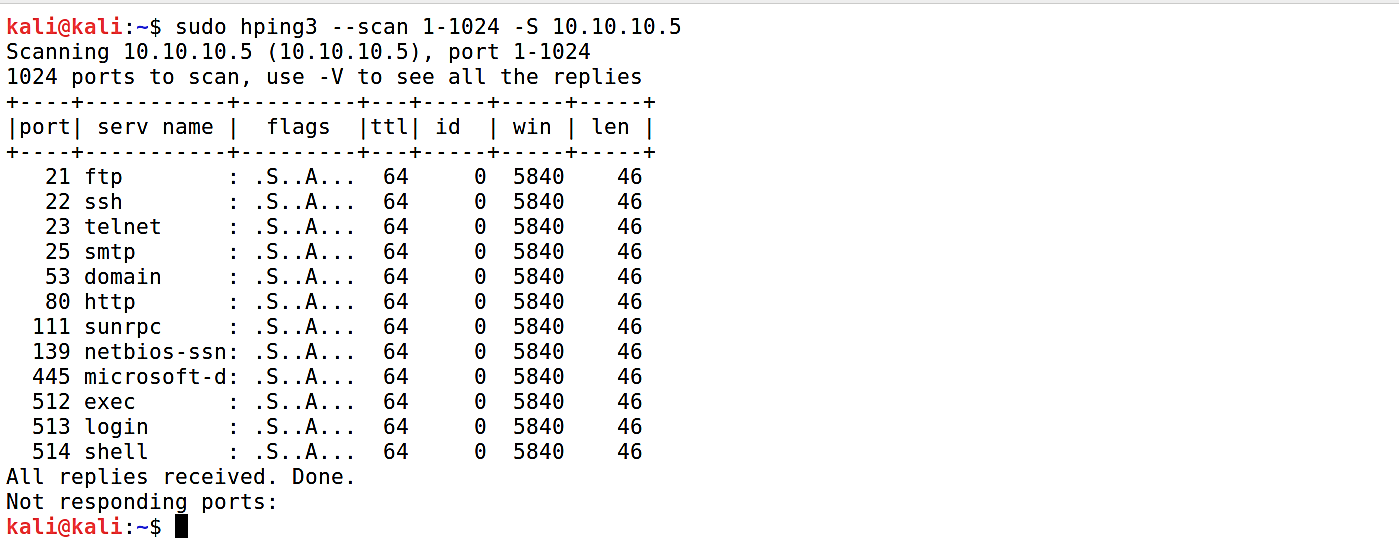 kali@kali:~$ sudo hping3 --scan 1-1024 -S 10.10.10.5
Scanning 10.10.10.5 (10.10.10.5), port 1-1024
1024 ports to scan, use -V to see all the replies
+----+-----------+---------+---+-----+-----+-----+
|port| serv name |  flags  |ttl| id  | win | len |
+----+-----------+---------+---+-----+-----+-----+
   21 ftp        : .S..A...  64     0  5840    46
   22 ssh        : .S..A...  64     0  5840    46
   23 telnet     : .S..A...  64     0  5840    46
   25 smtp       : .S..A...  64     0  5840    46
   53 domain     : .S..A...  64     0  5840    46
   80 http       : .S..A...  64     0  5840    46
  111 sunrpc     : .S..A...  64     0  5840    46
  139 netbios-ssn: .S..A...  64     0  5840    46
  445 microsoft-d: .S..A...  64     0  5840    46
  512 exec       : .S..A...  64     0  5840    46
  513 login      : .S..A...  64     0  5840    46
  514 shell      : .S..A...  64     0  5840    46
All replies received. Done.
Not responding ports:
kali@kali:~$